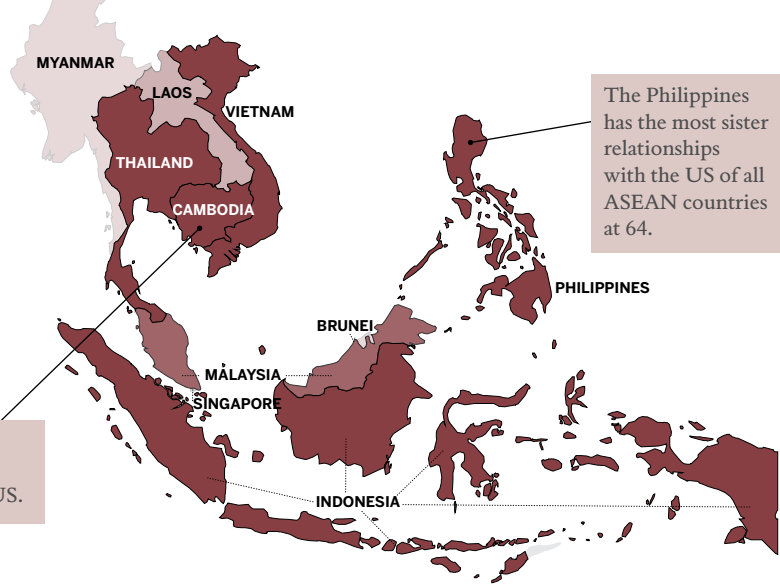 MYANMAR
LAOS
VIETNAM
THAILAND
CAMBODIA
The Philippines
has the most sister
relationships
with the US of all
ASEAN countries
at 64.
PHILIPPINES
BRUNEI
MALAYSIA
SINGAPORE
US.
INDONESIA